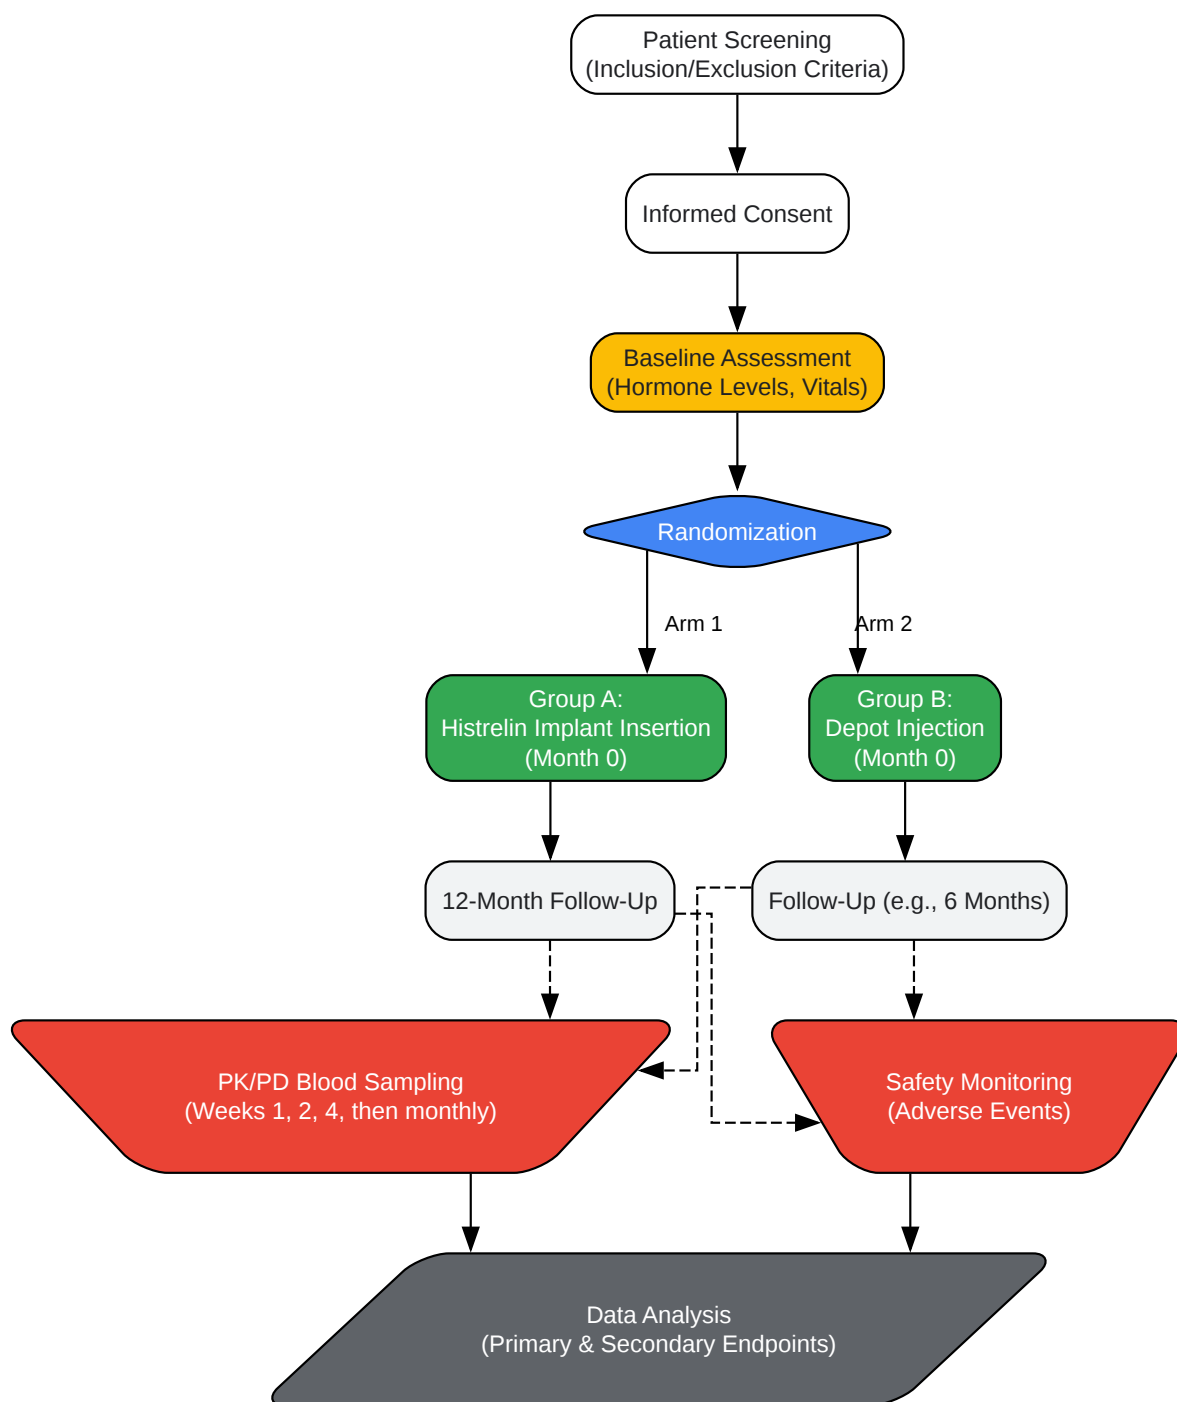 Patient Screening
(Inclusion/Exclusion Criteria)
Informed Consent
Baseline Assessment
(Hormone Levels, Vitals)
Randomization
Arm 1
Arm 2
Group A:
Histrelin Implant Insertion
(Month 0)
Group B:
Depot Injection
(Month 0)
12-Month Follow-Up
Follow-Up (e.g., 6 Months)
PK/PD Blood Sampling
(Weeks 1, 2, 4, then monthly)
Safety Monitoring
(Adverse Events)
Data Analysis
(Primary & Secondary Endpoints)